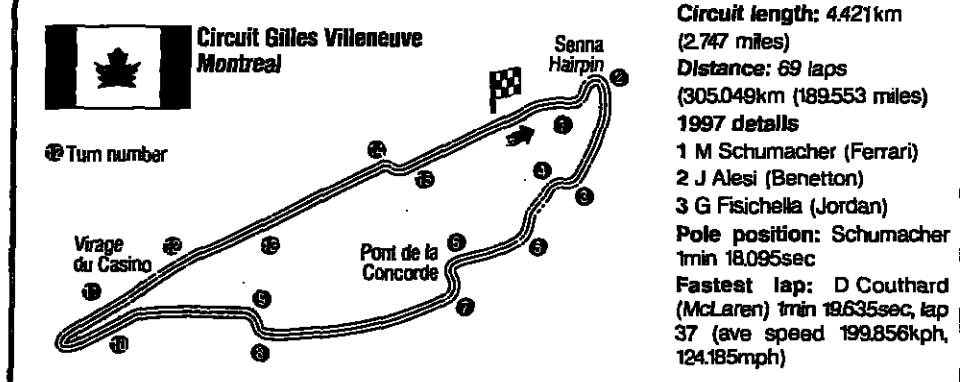 Circuit Gilles Villeneuve
Montreal
Turn number
Senna
Hairpin
Pont de la
Concorde
Virage
du Casino
Circuit length: 4.421km
(2.747 miles)
Distance: 69 laps
(305.049km (189.553 miles)
1997 details
1 M Schumacher (Ferrari)
2 J Alesi (Benetton)
3 G Fisichella (Jordan)
Pole position: Schumacher
1min 18.095sec
Fastest lap: D Couthard
(McLaren) 1min 19.635sec, lap
37 (ave speed 199.856kph,
124.185mph)